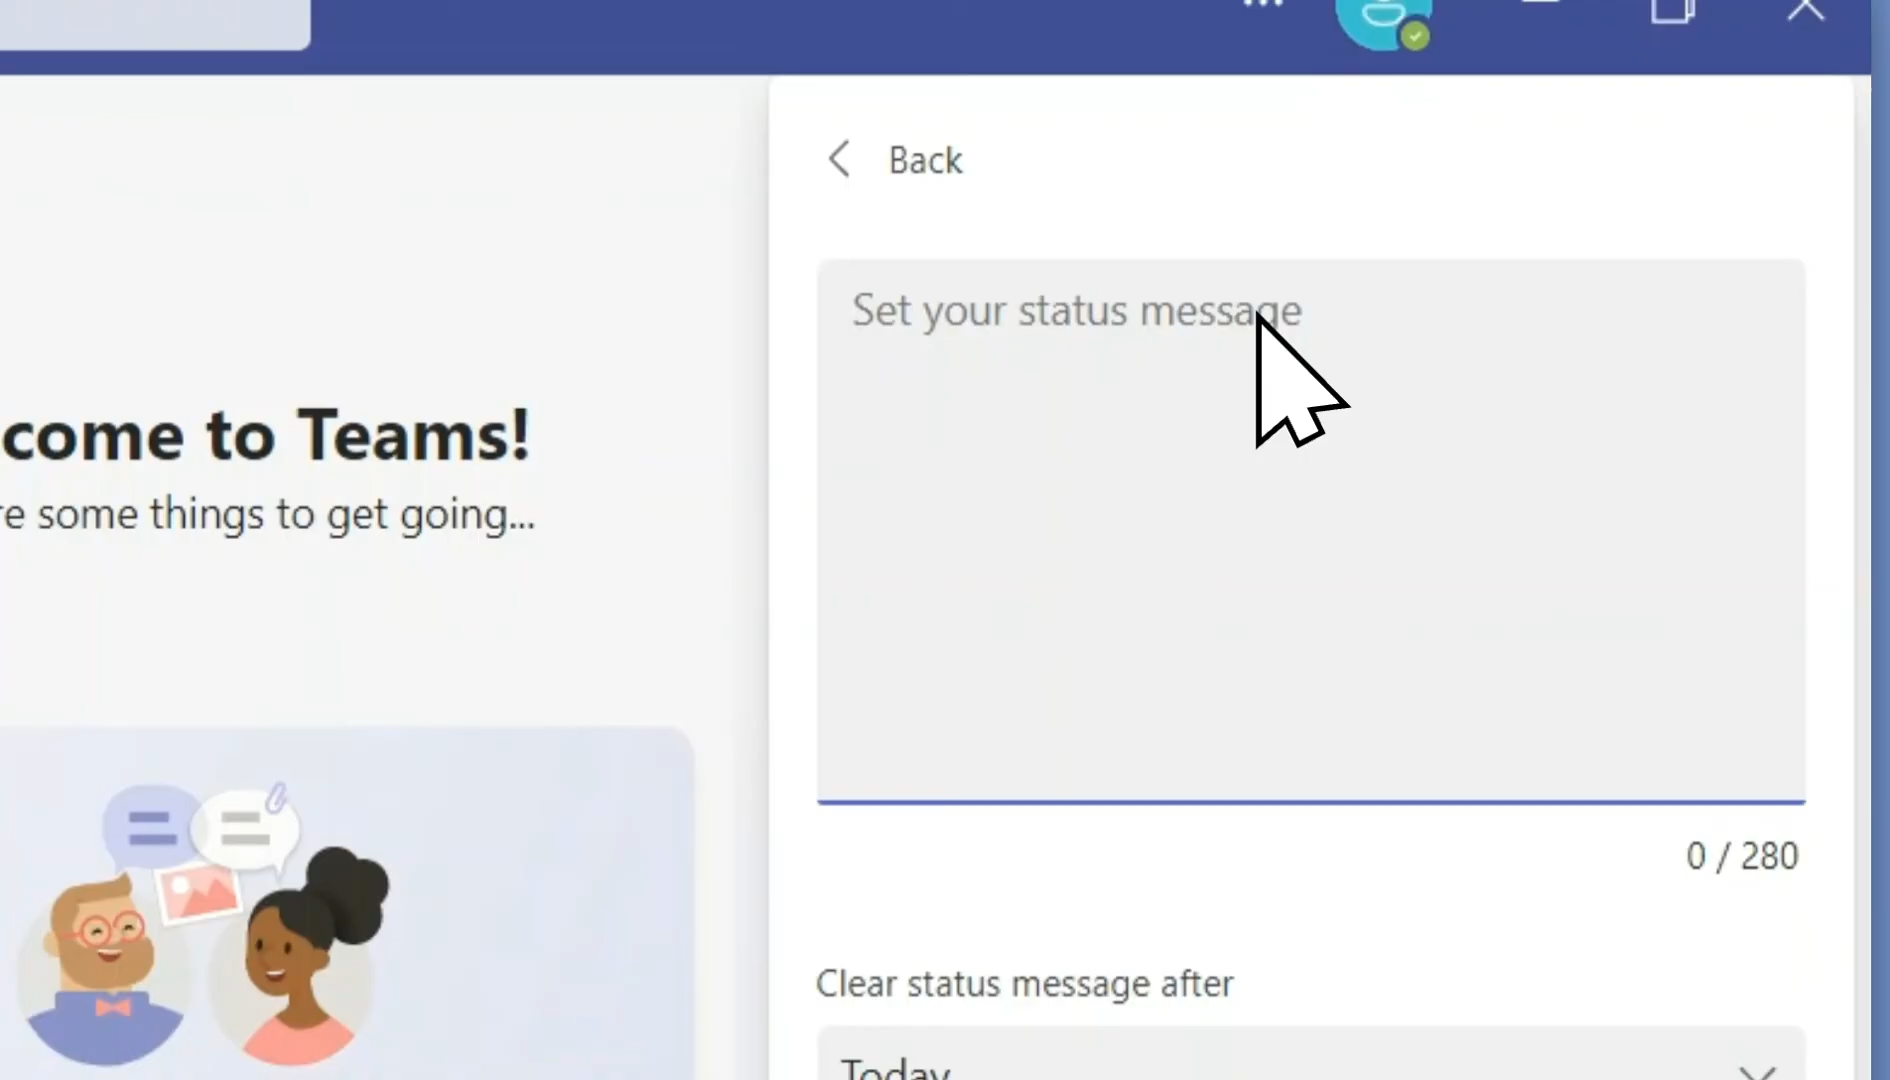 Back
Set your status message
come to Teams!
re some things to get going...
0 / 280
Clear status message after
Today